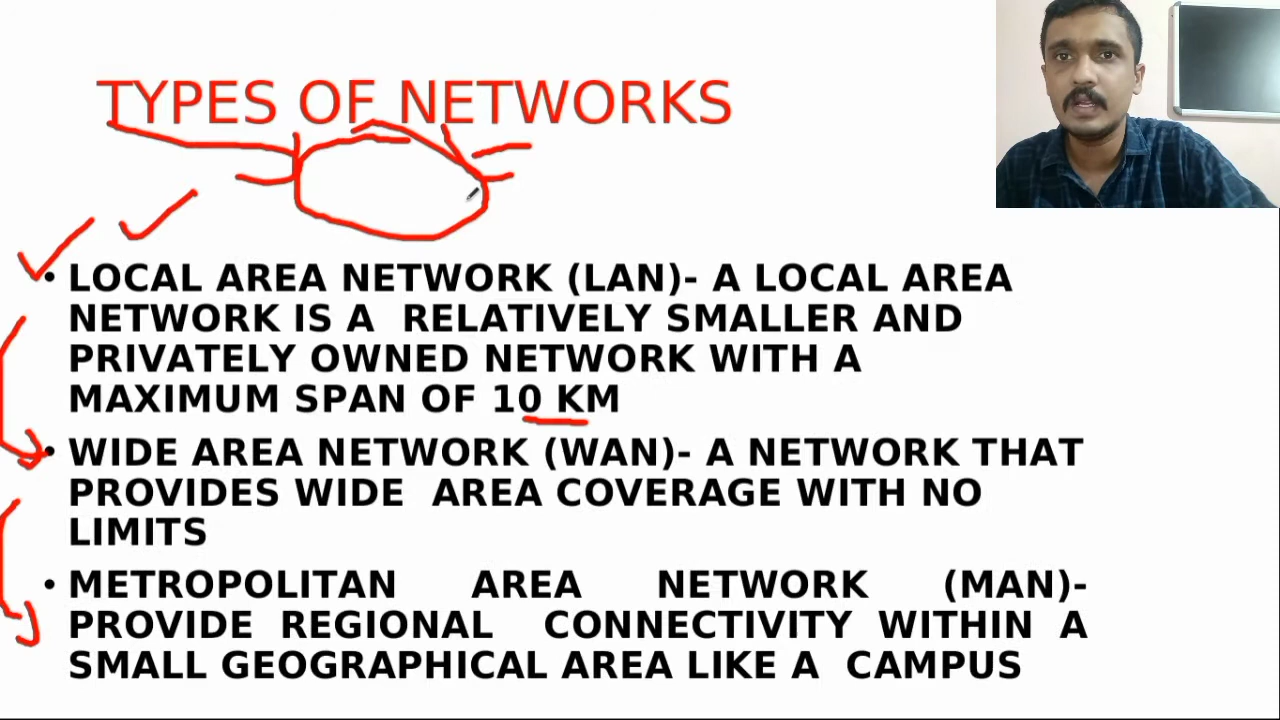 TYPES OF NETWORKS
• LOCAL AREA NETWORK (LAN)- A LOCAL AREA
NETWORK IS A RELATIVELY SMALLER AND
PRIVATELY OWNED NETWORK WITH A
MAXIMUM SPAN OF 10 KM
• WIDE AREA NETWORK (WAN)- A NETWORK THAT
PROVIDES WIDE AREA COVERAGE WITH NO
LIMITS
• METROPOLITAN AREA NETWORK (MAN)-
PROVIDE REGIONAL CONNECTIVITY WITHIN A
SMALL GEOGRAPHICAL AREA LIKE A CAMPUS